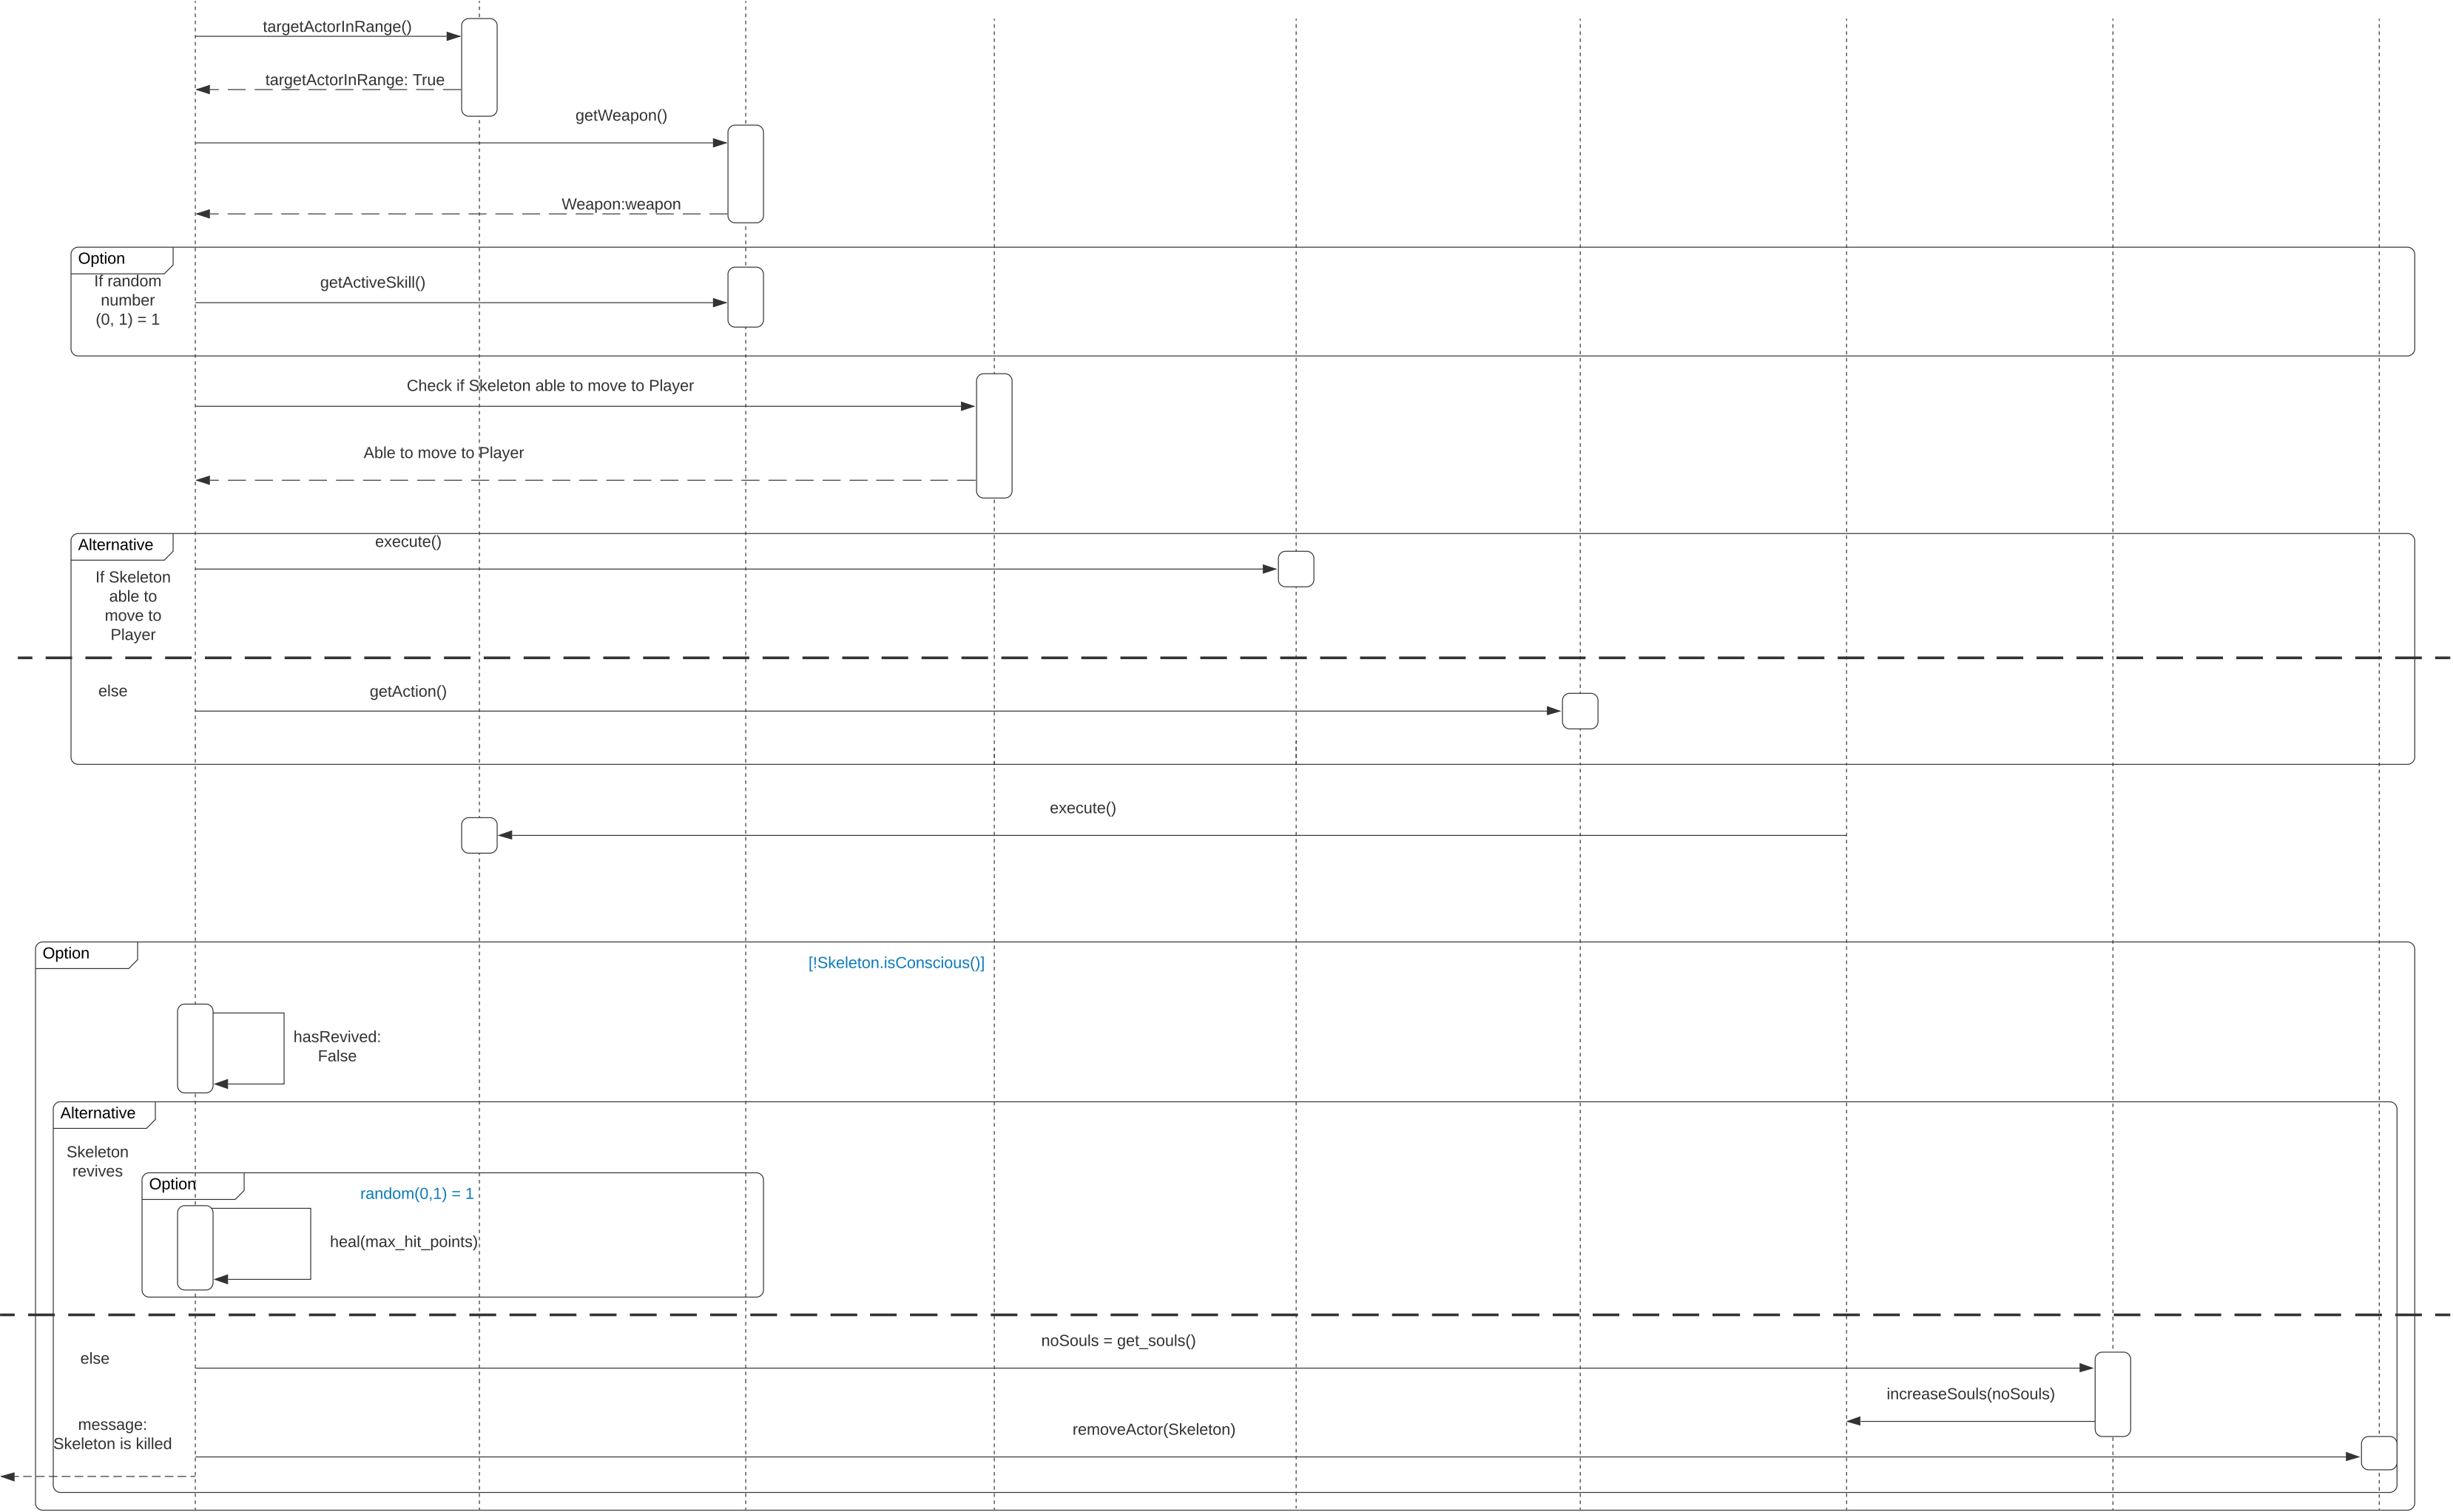 targetActorInRange()
targetActorInRange: True
getWeapon()
Weapon:weapon
Option
If random
number
(0, 1) = 1
getActiveSkill()
Check if Skeleton able to move to Player
Able to move to Player
Alternative
execute()
If Skeleton
able to
move to
Player
else
getAction()
execute()
Option
[!Skeleton.isConscious()]
hasRevived:
False
Alternative
Skeleton
revives
Option
random(0,1) = 1
heal(max_hit_points)
noSouls = get_souls()
else
increaseSouls(noSouls)
message:
Skeleton is killed
removeActor(Skeleton)